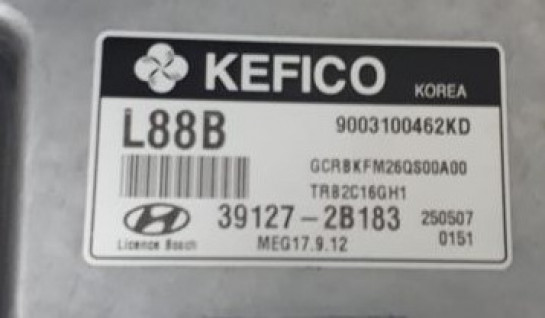 KEFICO
KOREA
L88B
9003100462KD
GCRBKFM26QS00A00
TRB2C16GH1
39127-2B183 250507
Licence Bosch MEG17.9.12 0151